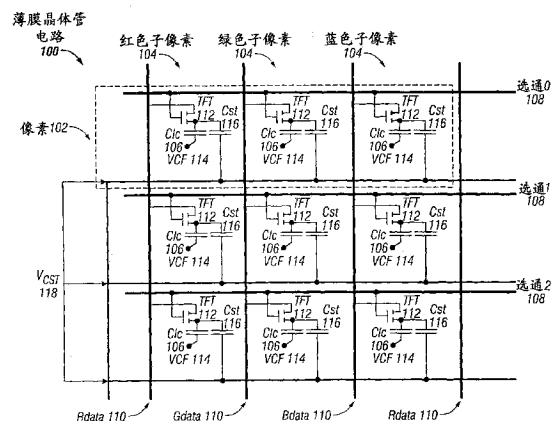 薄膜晶体管
电路
100
红色子像素
104
绿色子像素
104
蓝色子像素
104
选通0
108
像素102
TFT
112
Cst
116
Clc
106
VCF 114
TFT
112
Cst
116
Clc
106
VCF 114
TFT
112
Cst
116
Clc
106
VCF 114
选通1
108
TFT
112
Cst
116
Clc
106
VCF 114
TFT
112
Cst
116
Clc
106
VCF 114
TFT
112
Cst
116
Clc
106
VCF 114
VCST
118
选通2
108
TFT
112
Cst
116
Clc
106
VCF 114
TFT
112
Cst
116
Clc
106
VCF 114
TFT
112
Cst
116
Clc
106
VCF 114
Rdata 110
Gdata 110
Bdata 110
Rdata 110